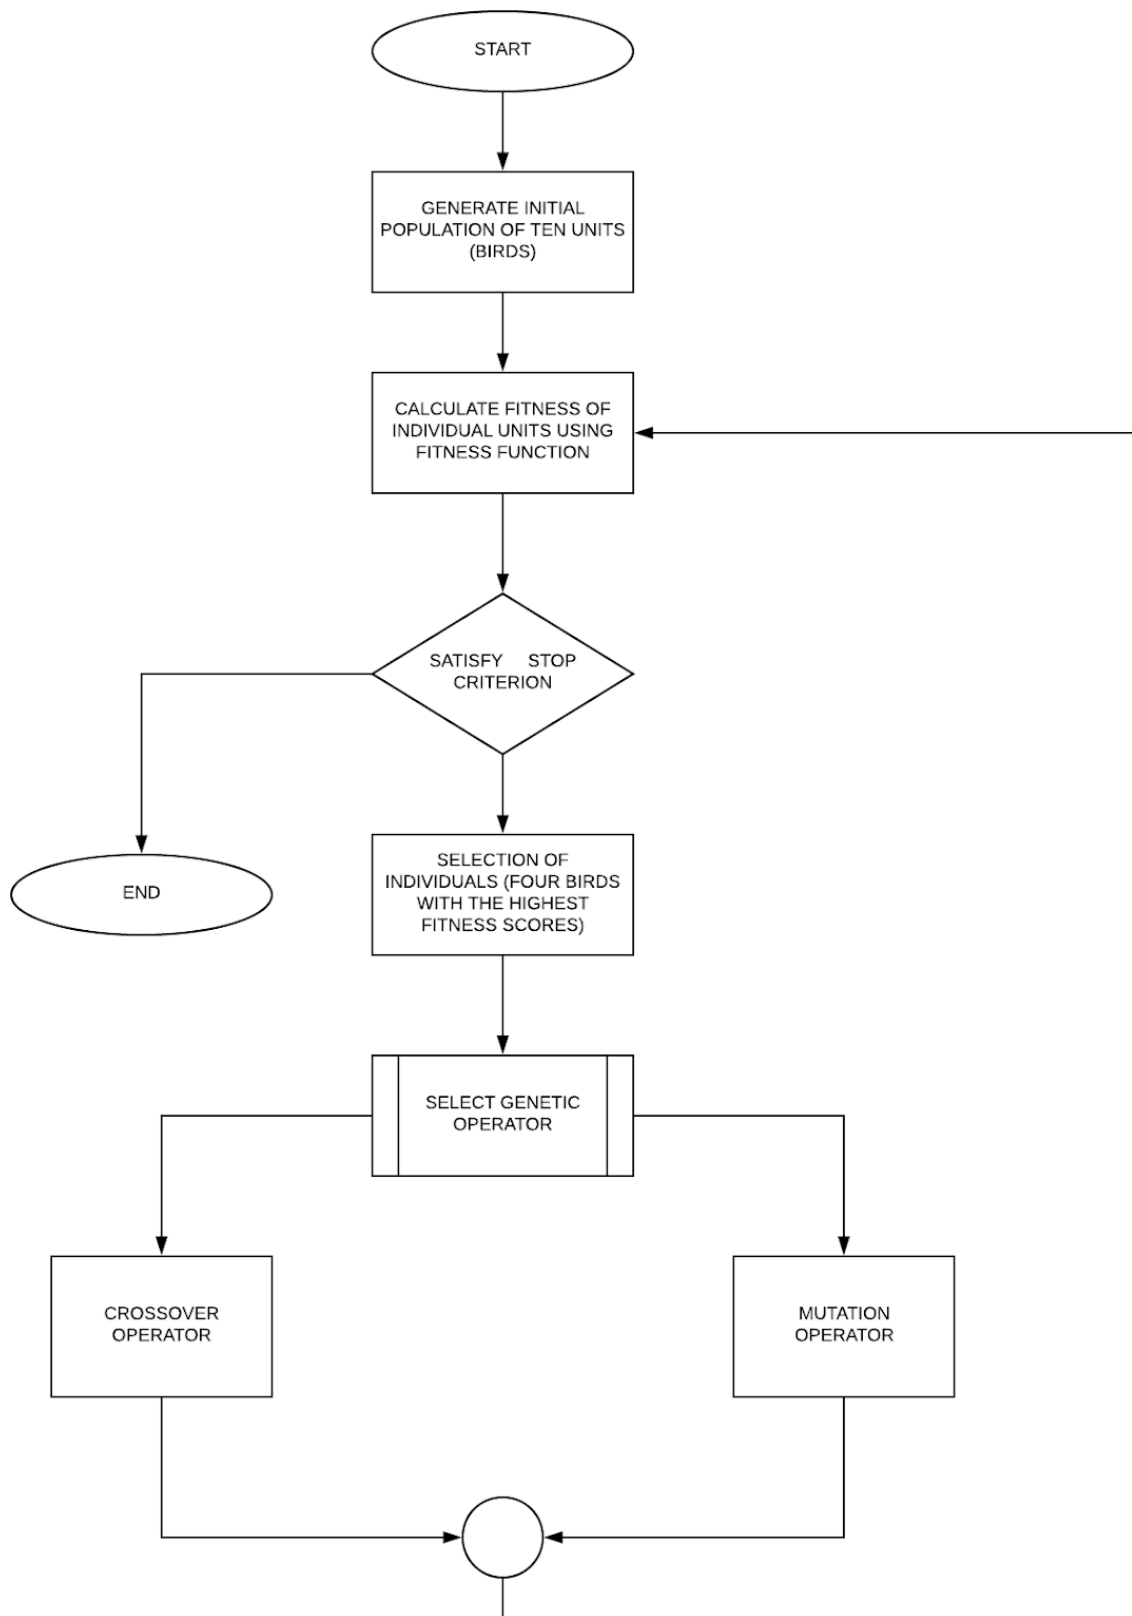 START
GENERATE INITIAL
POPULATION OF TEN UNITS
(BIRDS)
CALCULATE FITNESS OF
INDIVIDUAL UNITS USING
FITNESS FUNCTION
SATISFY STOP
CRITERION
END
SELECTION OF
INDIVIDUALS (FOUR BIRDS
WITH THE HIGHEST
FITNESS SCORES)
SELECT GENETIC
OPERATOR
CROSSOVER
OPERATOR
MUTATION
OPERATOR